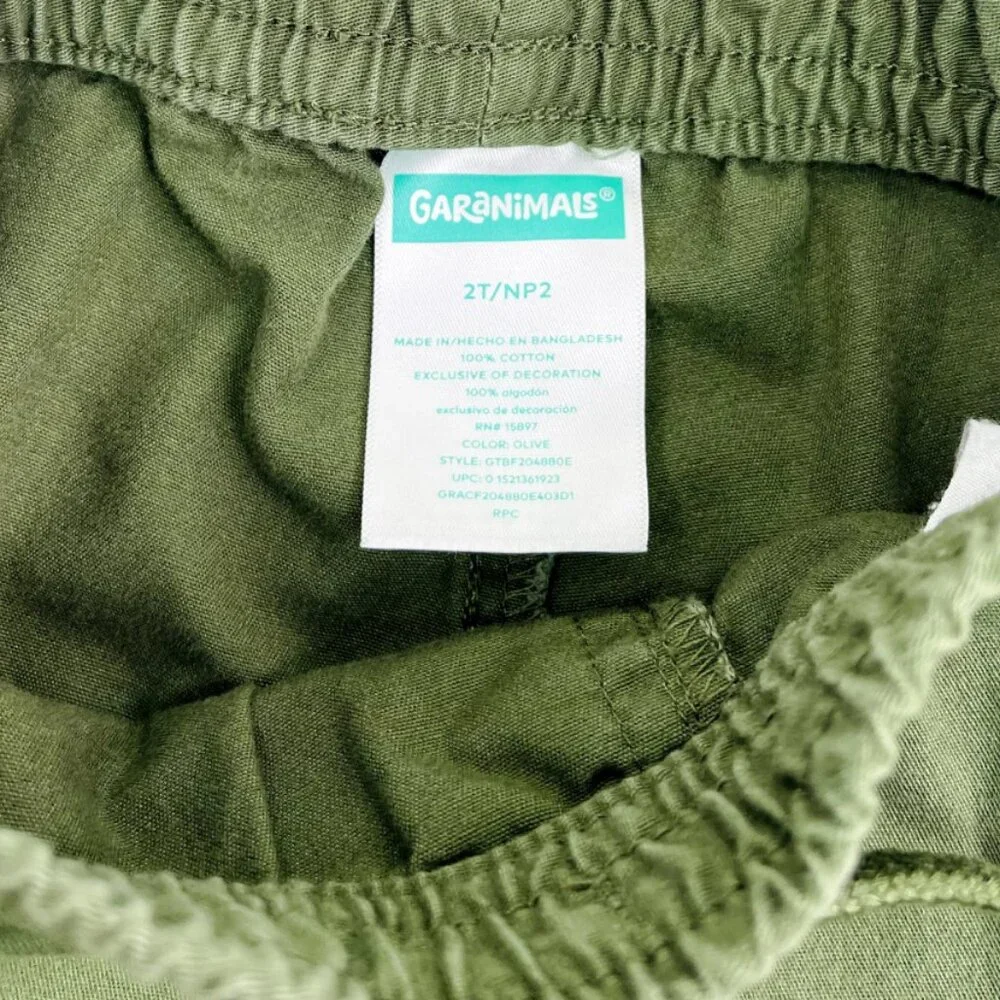 GARANIMALS®
2T/NP2
MADE IN/HECHO EN BANGLADESH
100% COTTON
EXCLUSIVE OF DECORATION
100% algodón
exclusivo de decoración
RN# 15897
COLOR: OLIVE
STYLE: GTBF204880E
UPC: 0 1521361923
GRACF204880E403D1
RPC